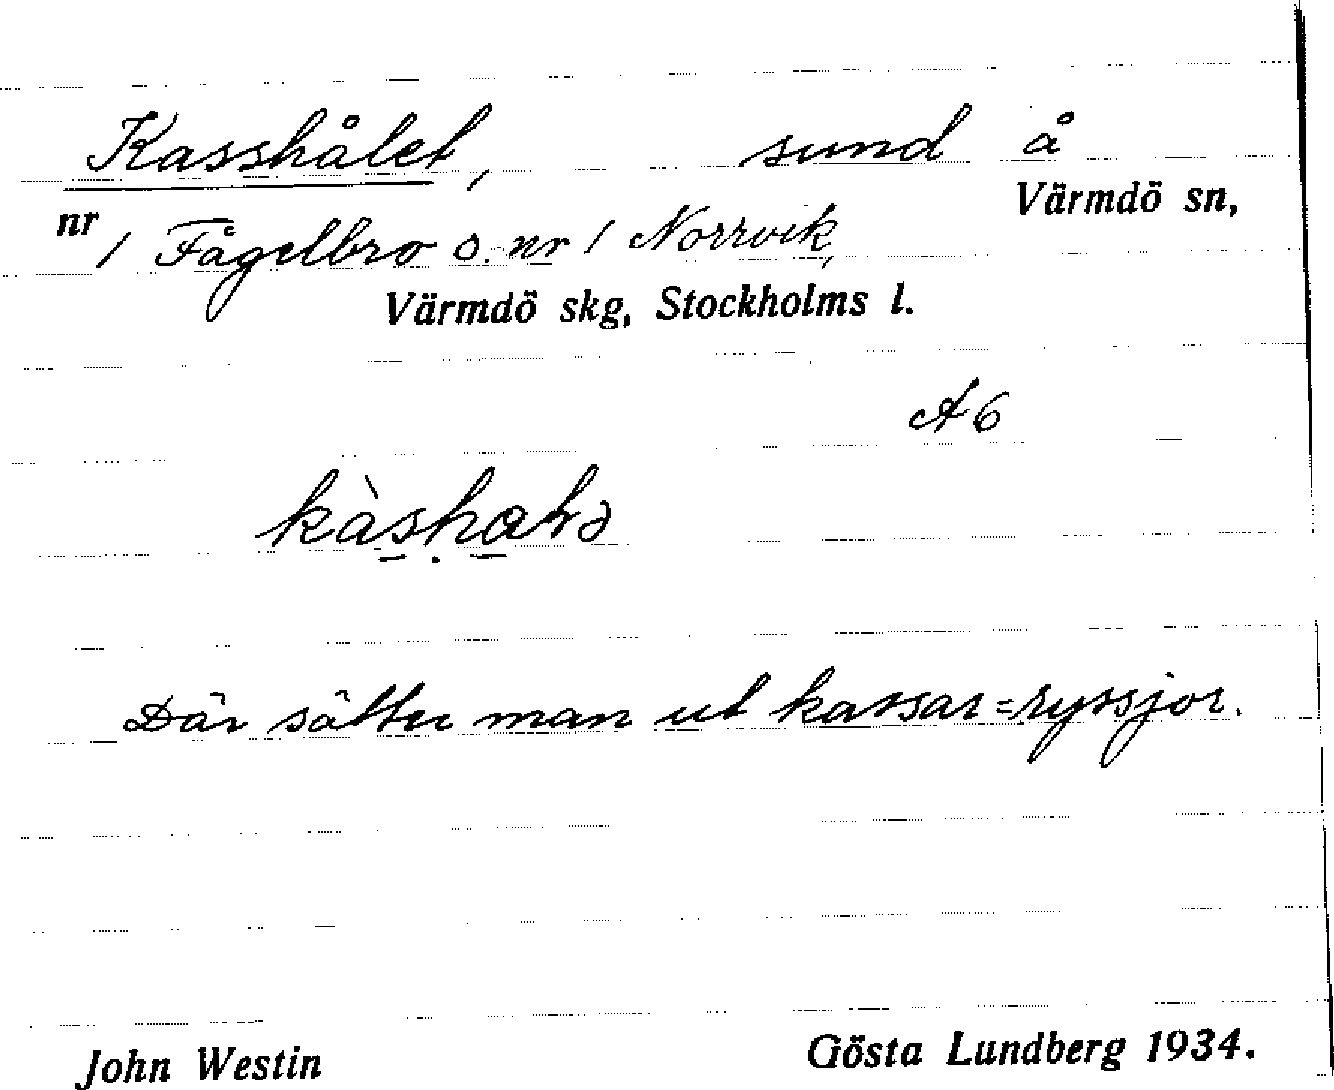 Kasshålet, sund å
Värmdö sn,
nr 1 Fågelbro o. nr 1 Norrvik,
Värmdö skg, Stockholms l.
A6
Där sätter man ut kassar = ryssjor.
John Westin Gösta Lundberg 1934.